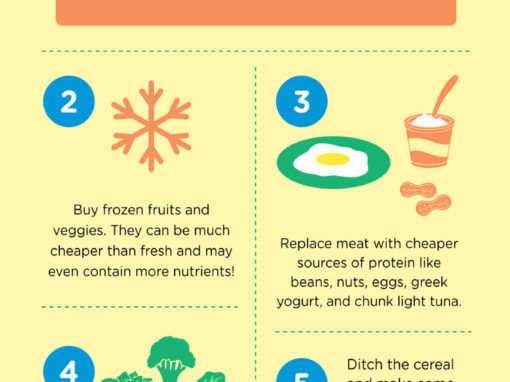 2
Buy frozen fruits and
veggies. They can be much
cheaper than fresh and may
even contain more nutrients!
3
Replace meat with cheaper
sources of protein like
beans, nuts, eggs, greek
yogurt, and chunk light tuna.
4
5
Ditch the cereal
and make some